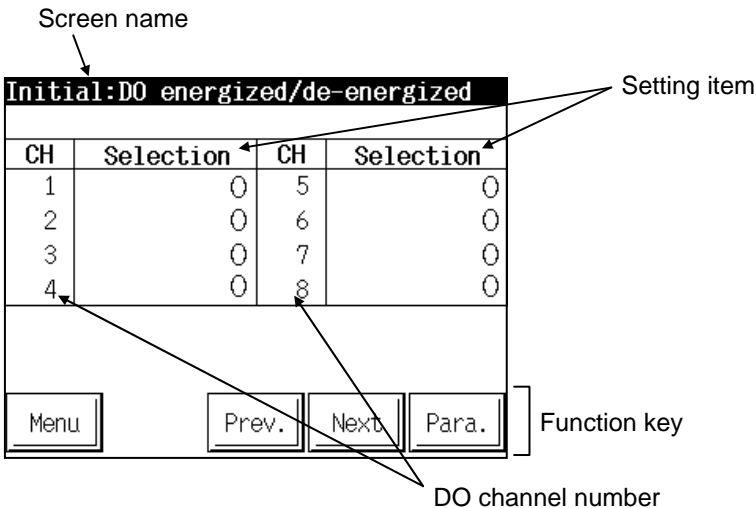 Screen name
Initial:DO energized/de-energized
Setting item
CH Selection CH Selection
1 0 5 0
2 0 6 0
3 0 7 0
4 0 8 0
Menu Prev. Next Para.
Function key
DO channel number